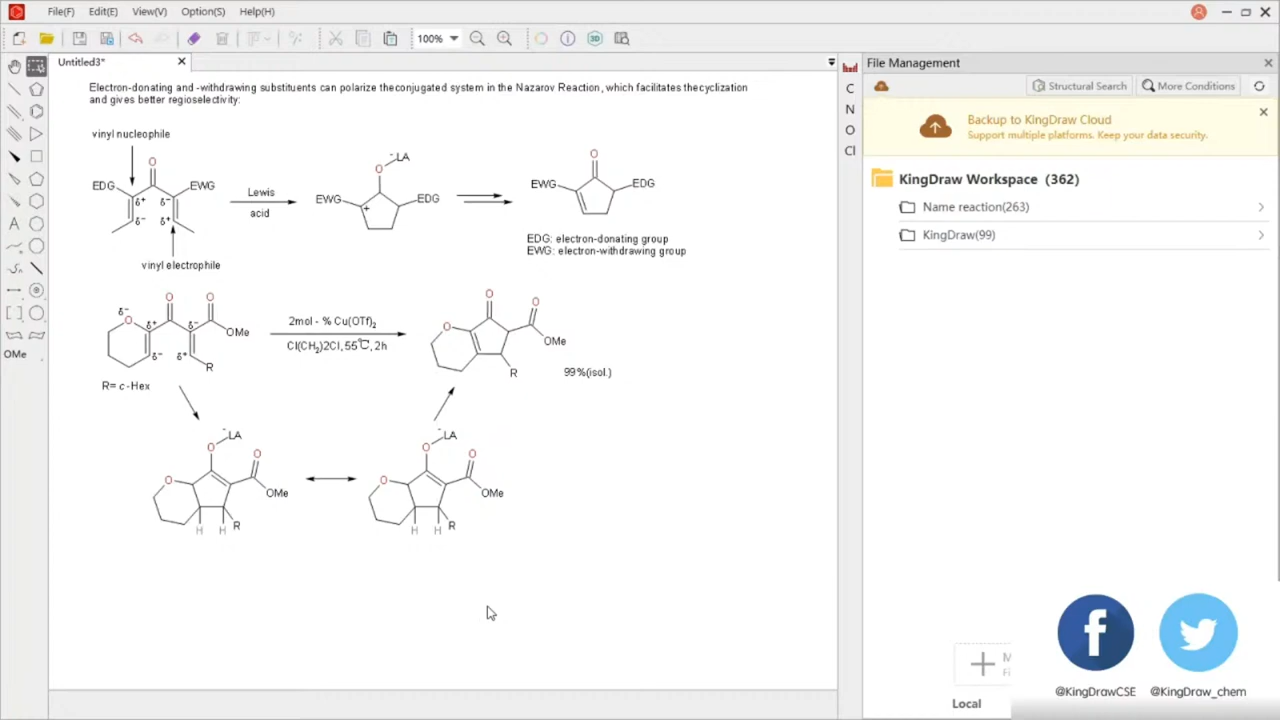 File(F) Edit(E) View(V) Option(S) Help(H)
100%
Untitled3*
File Management
Structural Search More Conditions
Backup to KingDraw Cloud
Support multiple platforms. Keep your data security.
KingDraw Workspace (362)
Name reaction(263)
KingDraw(99)
C
N
O
Cl
OMe
Electron-donating and -withdrawing substituents can polarize theconjugated system in the Nazarov Reaction, which facilitates thecyclization
and gives better regioselectivity:
vinyl nucleophile
O
EDG EWG
δ+ δ-
δ- δ+
vinyl electrophile
Lewis
acid
-LA
O
EWG EDG
+
O
EWG EDG
EDG: electron-donating group
EWG: electron-withdrawing group
δ- O O
O δ+ δ- OMe
δ- δ+
R
R= c-Hex
2mol - % Cu(OTf)2
Cl(CH2)2Cl, 55℃, 2h
O O
O OMe
R
99%(isol.)
-LA
O O
O OMe
H H R
-LA
O O
O OMe
H H R
3D
A
Local
@KingDrawCSE @KingDraw_chem